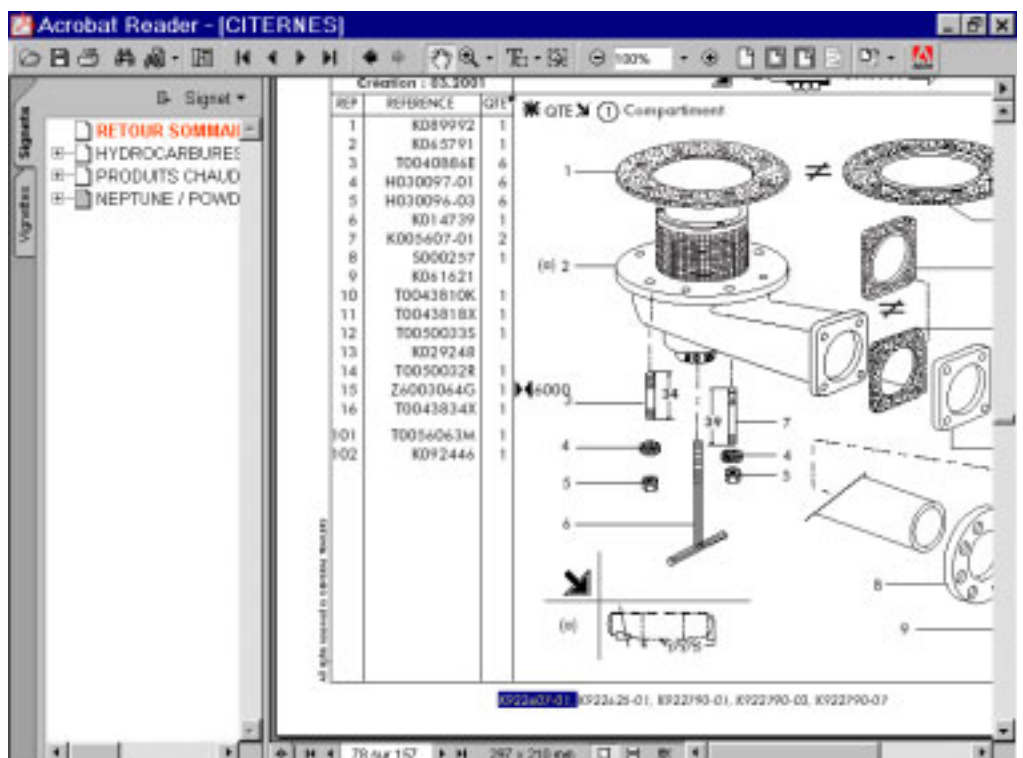 Acrobat Reader - [CITERNES]
100%
Signets
Vignettes
Signet
RETOUR SOMMAI
HYDROCARBURES
PRODUITS CHAUD
NEPTUNE / POWD
Création : 03.2001
REP REFERENCE QTE
1 K089992 1
2 K065791 1
3 T0040886E 6
4 H030097-01 6
5 H030096-03 6
6 K014739 1
7 K005607-01 2
8 S000257 1
9 K061621
10 T0043810K 1
11 T0043818X 1
12 T0050033S 1
13 K029248
14 T0050032R 1
15 Z6003064G 1
16 T0043834X 1
101 T0056063M 1
102 K092446 1
QTE 1 Compartiment
1
≠
(¤) 2
≠
6000
34
3
39
7
4
4
5
5
6
8
(¤)
9
K922607-01, K922625-01, K922790-01, K922790-03, K922790-07
78 sur 157 297 x 210 mm